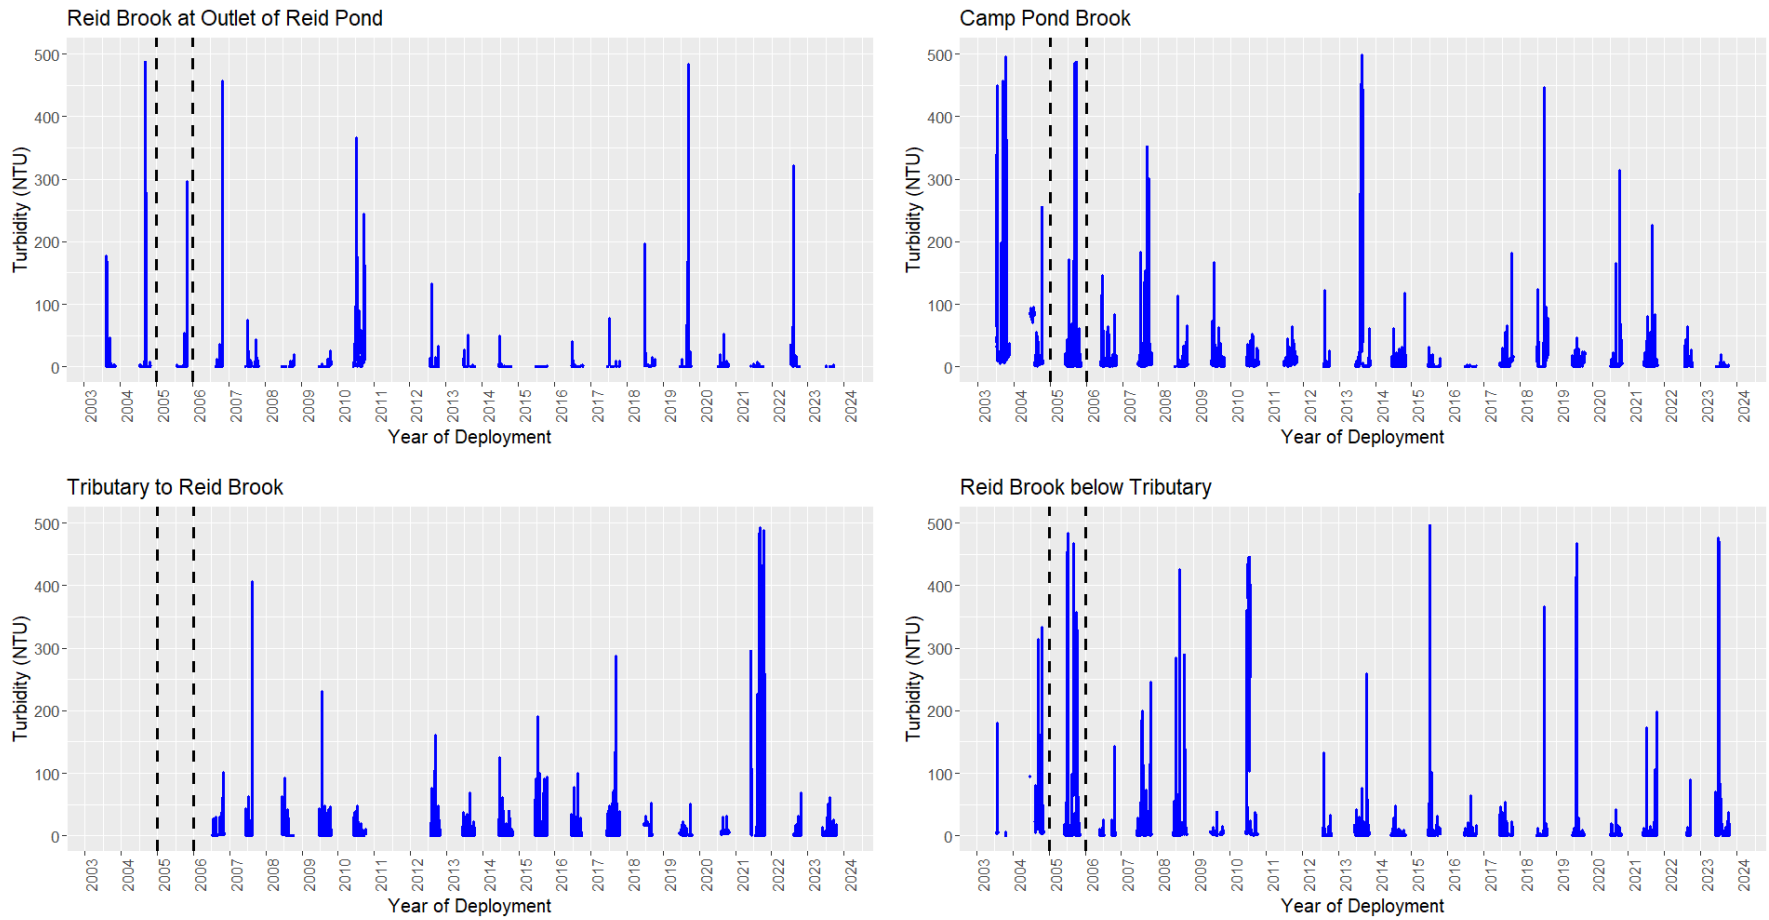 Reid Brook at Outlet of Reid Pond
Turbidity (NTU)
500
400
300
200
100
0
2003 2004 2005 2006 2007 2008 2009 2010 2011 2012 2013 2014 2015 2016 2017 2018 2019 2020 2021 2022 2023 2024
Year of Deployment
Camp Pond Brook
Turbidity (NTU)
500
400
300
200
100
0
2003 2004 2005 2006 2007 2008 2009 2010 2011 2012 2013 2014 2015 2016 2017 2018 2019 2020 2021 2022 2023 2024
Year of Deployment
Tributary to Reid Brook
Turbidity (NTU)
500
400
300
200
100
0
2003 2004 2005 2006 2007 2008 2009 2010 2011 2012 2013 2014 2015 2016 2017 2018 2019 2020 2021 2022 2023 2024
Year of Deployment
Reid Brook below Tributary
Turbidity (NTU)
500
400
300
200
100
0
2003 2004 2005 2006 2007 2008 2009 2010 2011 2012 2013 2014 2015 2016 2017 2018 2019 2020 2021 2022 2023 2024
Year of Deployment